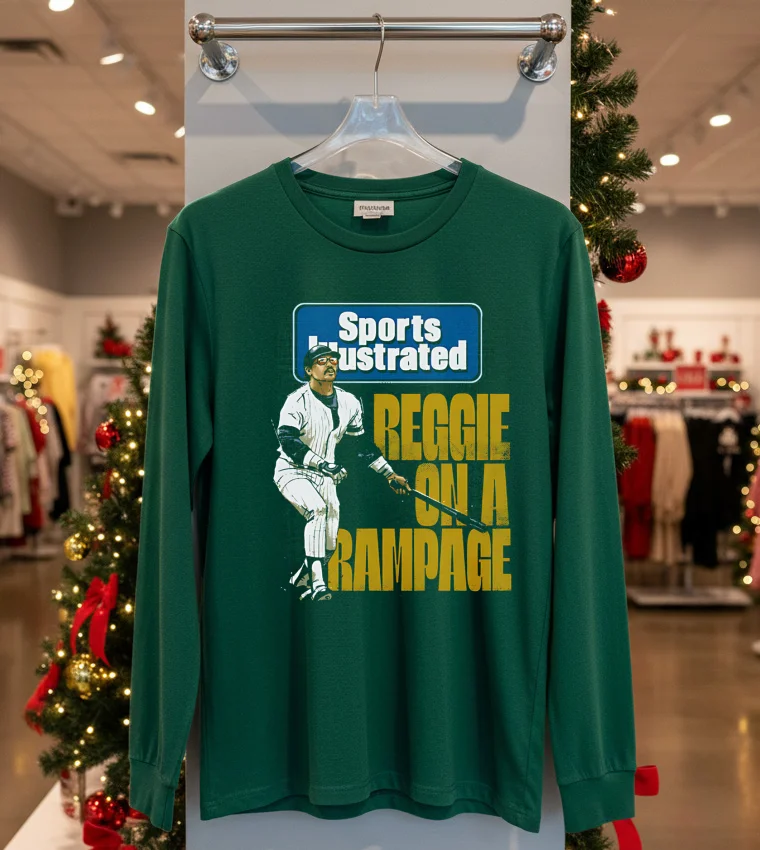 Sports
Illustrated
REGGIE
ON A
RAMPAGE